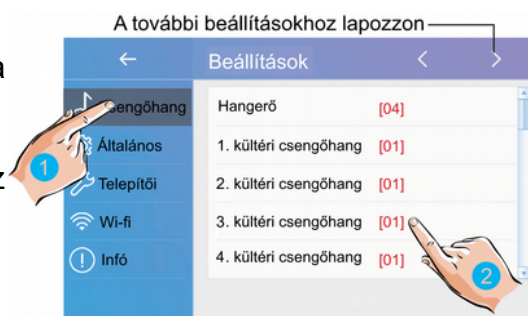 A további beállításokhoz lapozzon
a
Beállítások
Csengőhang
Hangerő [04]
Általános
1. kültéri csengőhang [01]
z
1
Telepítői
2. kültéri csengőhang [01]
Wi-fi
3. kültéri csengőhang [01]
Infó
4. kültéri csengőhang [01]
2